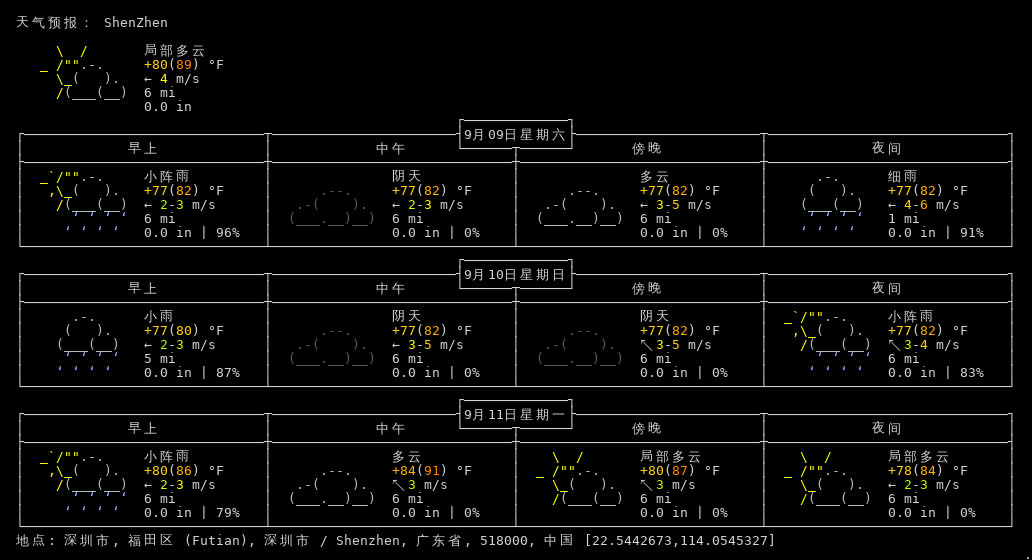 天气预报： ShenZhen
局部多云
+80(89) °F
← 4 m/s
6 mi
0.0 in
9月09日星期六
早上 中午 傍晚 夜间
小阵雨 阴天 多云 细雨
+77(82) °F +77(82) °F +77(82) °F +77(82) °F
← 2-3 m/s ← 2-3 m/s ← 3-5 m/s ← 4-6 m/s
6 mi 6 mi 6 mi 1 mi
0.0 in | 96% 0.0 in | 0% 0.0 in | 0% 0.0 in | 91%
9月10日星期日
早上 中午 傍晚 夜间
小雨 阴天 阴天 小阵雨
+77(80) °F +77(82) °F +77(82) °F +77(82) °F
← 2-3 m/s ← 3-5 m/s ↖ 3-5 m/s ↖ 3-4 m/s
5 mi 6 mi 6 mi 6 mi
0.0 in | 87% 0.0 in | 0% 0.0 in | 0% 0.0 in | 83%
9月11日星期一
早上 中午 傍晚 夜间
小阵雨 多云 局部多云 局部多云
+80(86) °F +84(91) °F +80(87) °F +78(84) °F
← 2-3 m/s ↖ 3 m/s ↖ 3 m/s ← 2-3 m/s
6 mi 6 mi 6 mi 6 mi
0.0 in | 79% 0.0 in | 0% 0.0 in | 0% 0.0 in | 0%
地点: 深圳市, 福田区 (Futian), 深圳市 / Shenzhen, 广东省, 518000, 中国 [22.5442673,114.0545327]